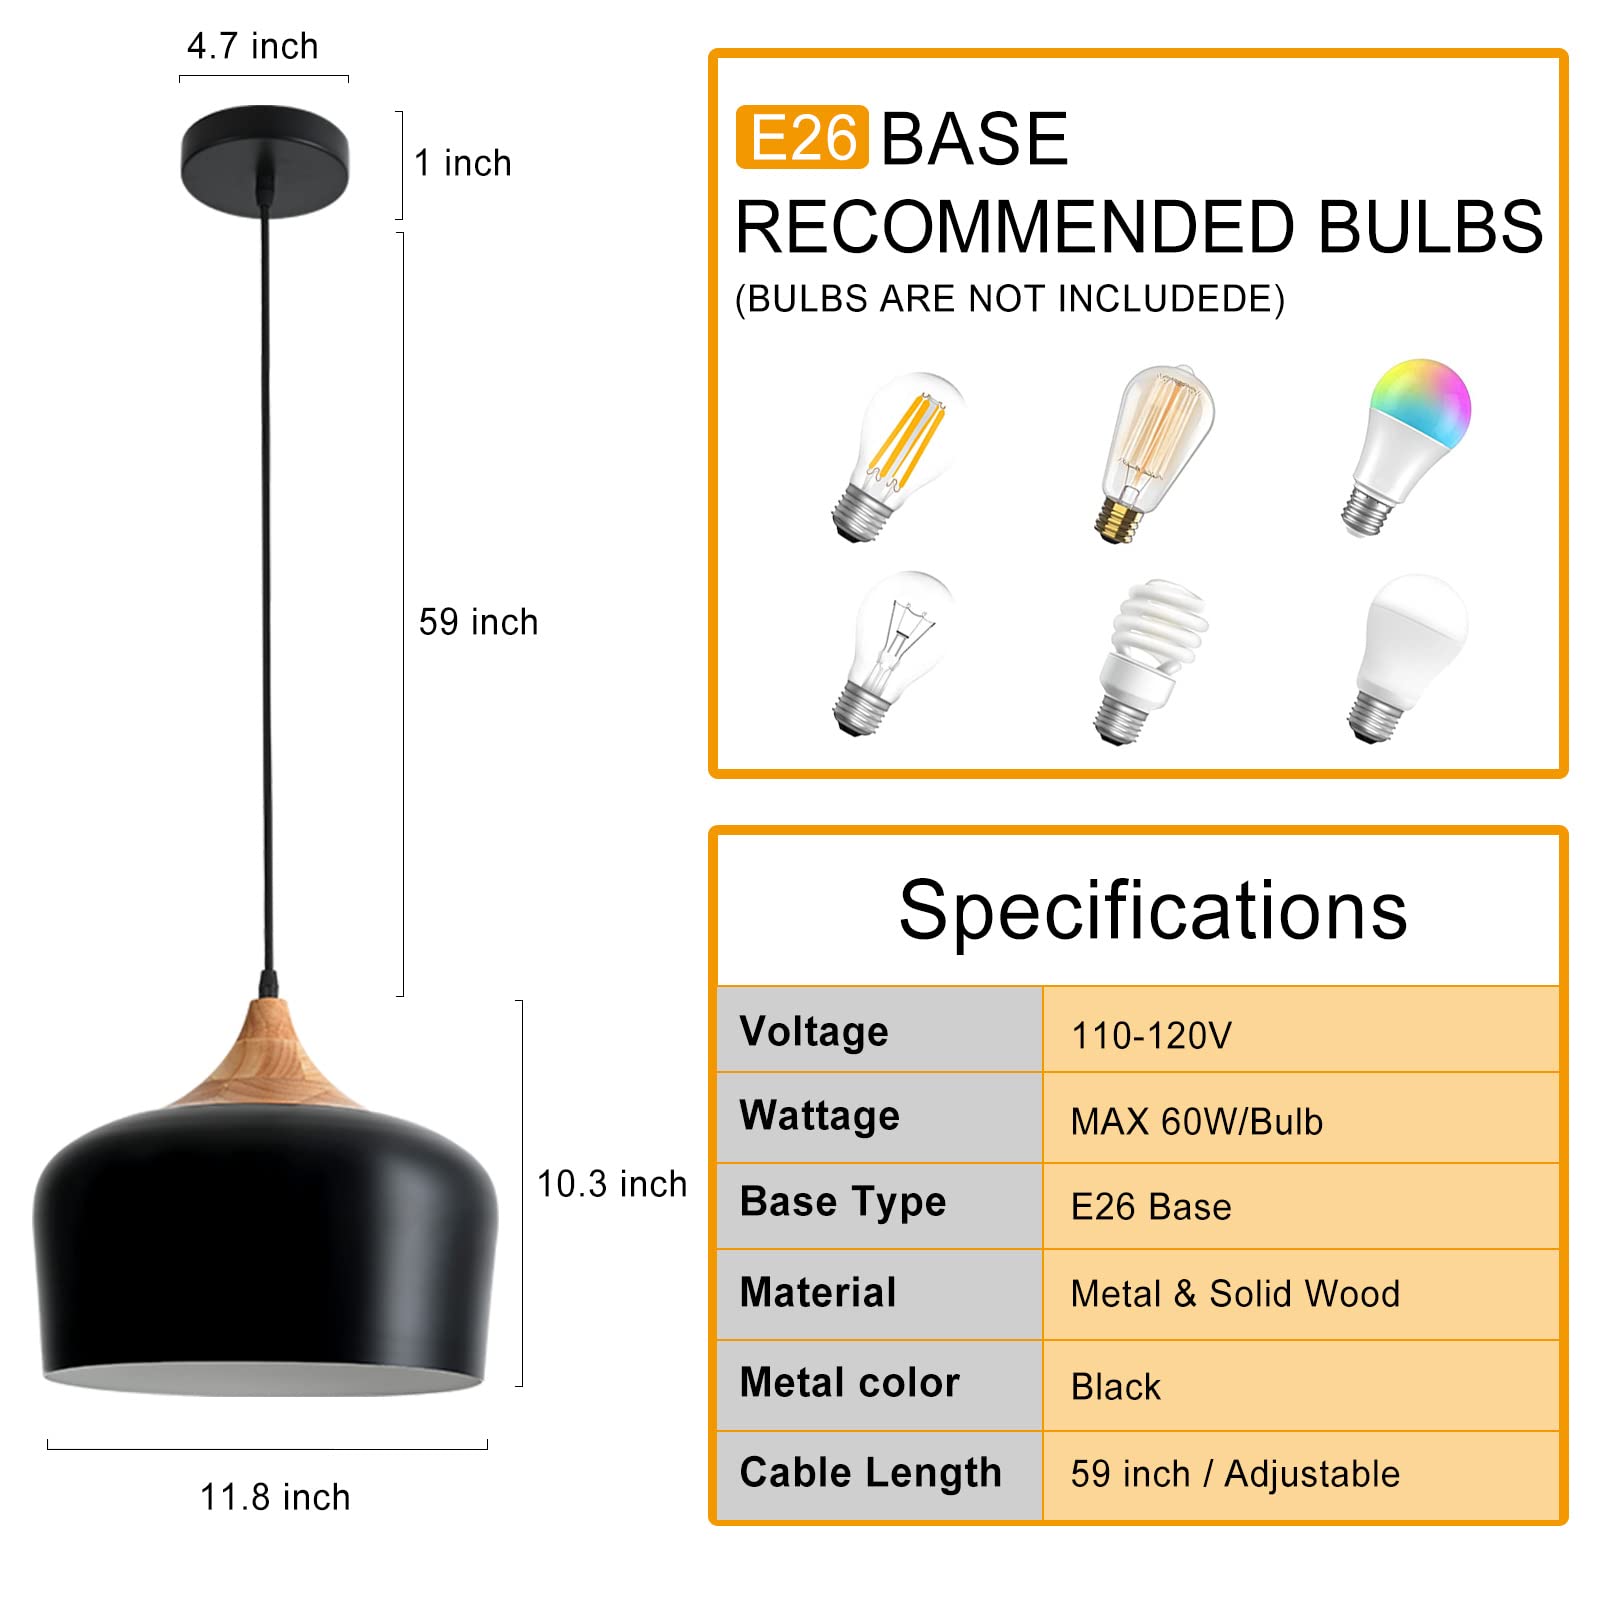 4.7 inch
1 inch
59 inch
10.3 inch
11.8 inch
E26 BASE
RECOMMENDED BULBS
(BULBS ARE NOT INCLUDEDE)
Specifications
Voltage 110-120V
Wattage MAX 60W/Bulb
Base Type E26 Base
Material Metal & Solid Wood
Metal color Black
Cable Length 59 inch / Adjustable